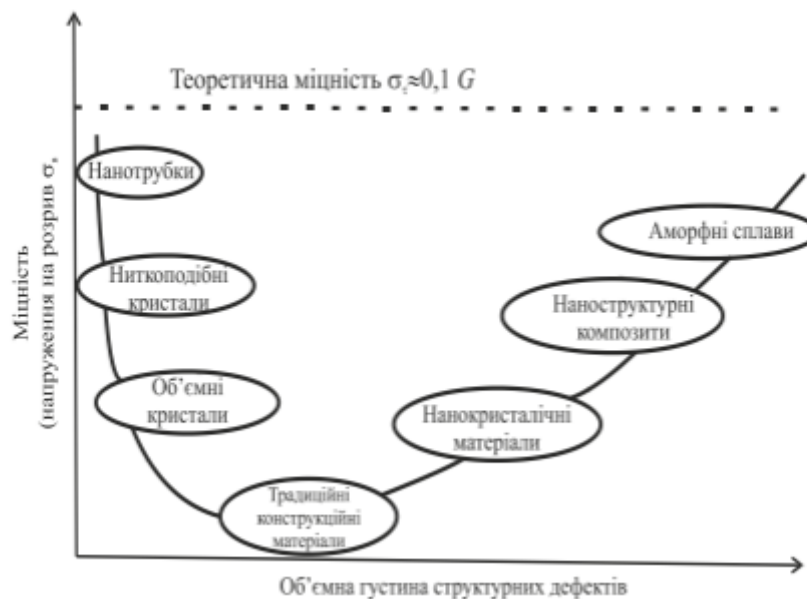 Теоретична міцність σт≈0,1 G
Нанотрубки
Ниткоподібні
кристали
Об’ємні
кристали
Традиційні
конструкційні
матеріали
Нанокристалічні
матеріали
Наноструктурні
композити
Аморфні сплави
Міцність
(напруження на розрив σ
Об’ємна густина структурних дефектів